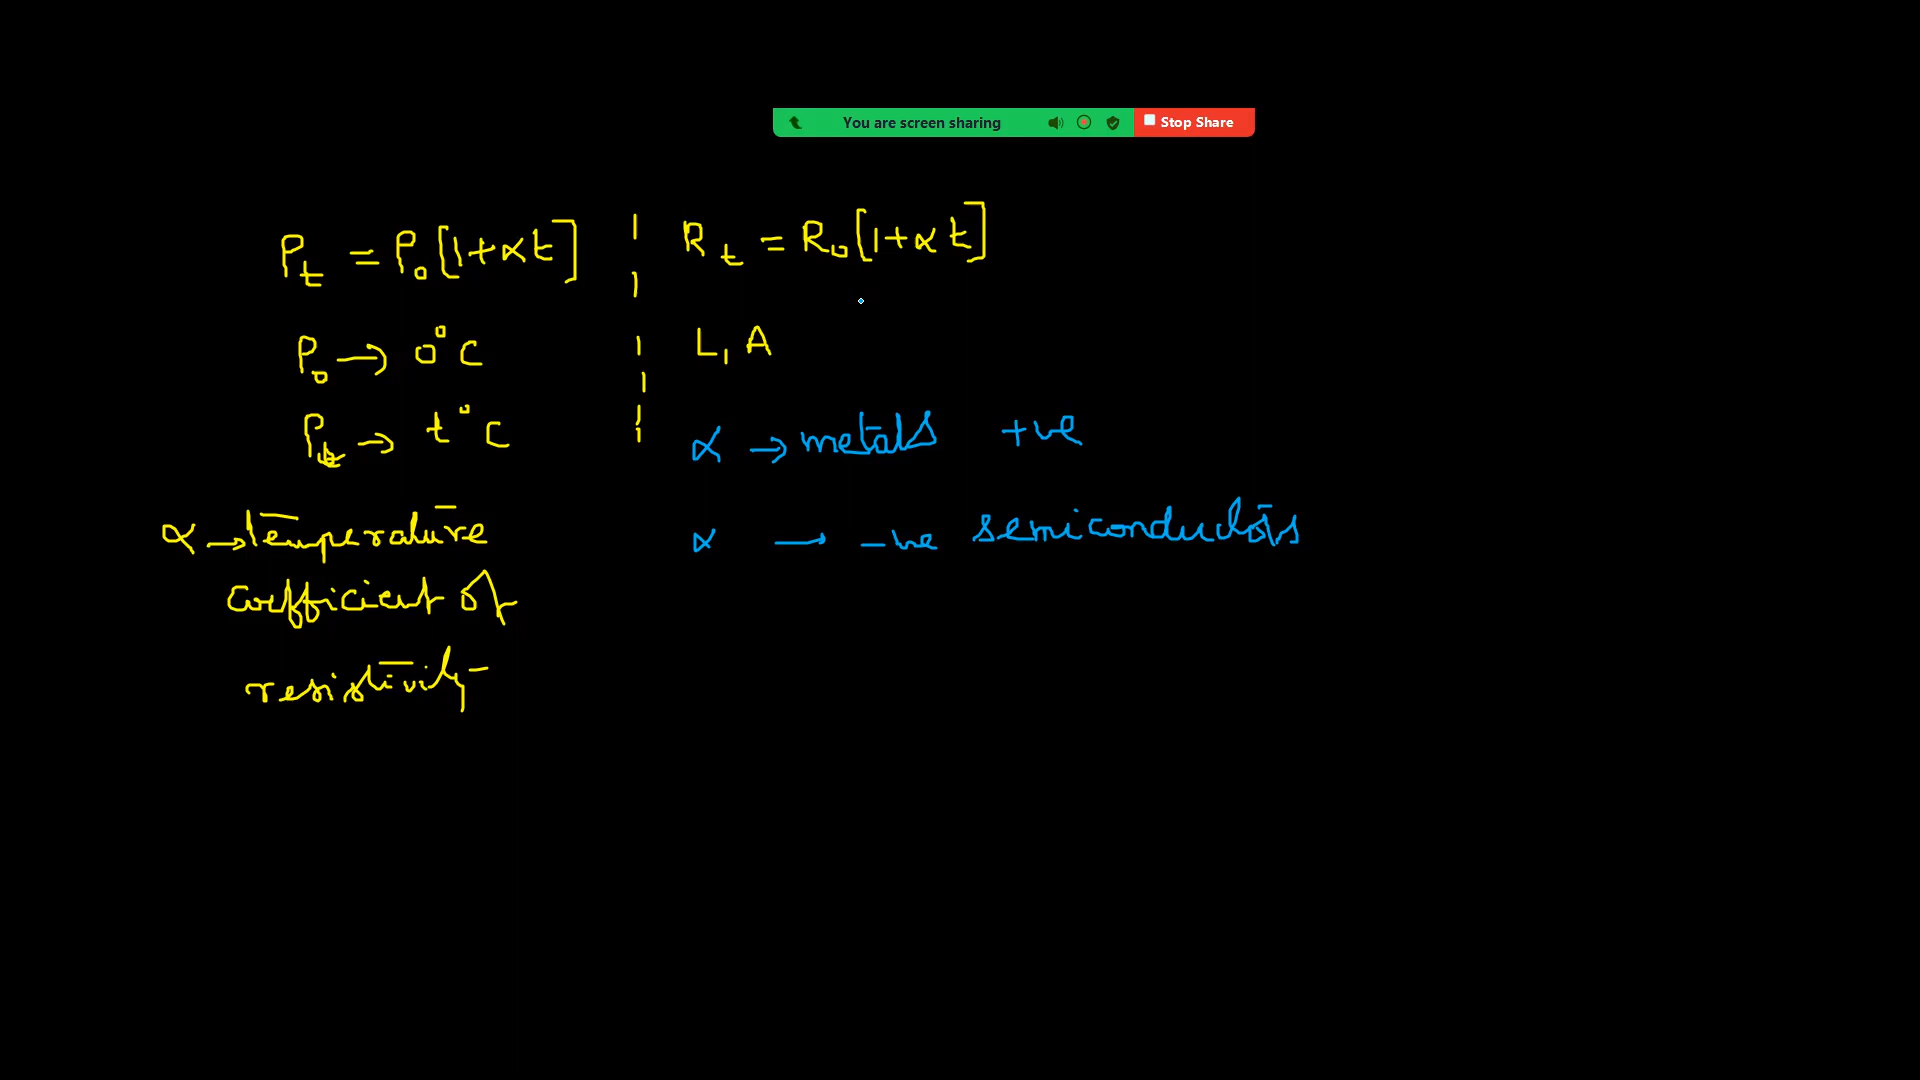 You are screen sharing Stop Share
ρt = ρ0[1+αt]
ρ0 → 0°C
ρt → t°C
α → temperature
coefficient of
resistivity
Rt = R0[1+αt]
L, A
α → metals +ve
α → -ve semiconductors